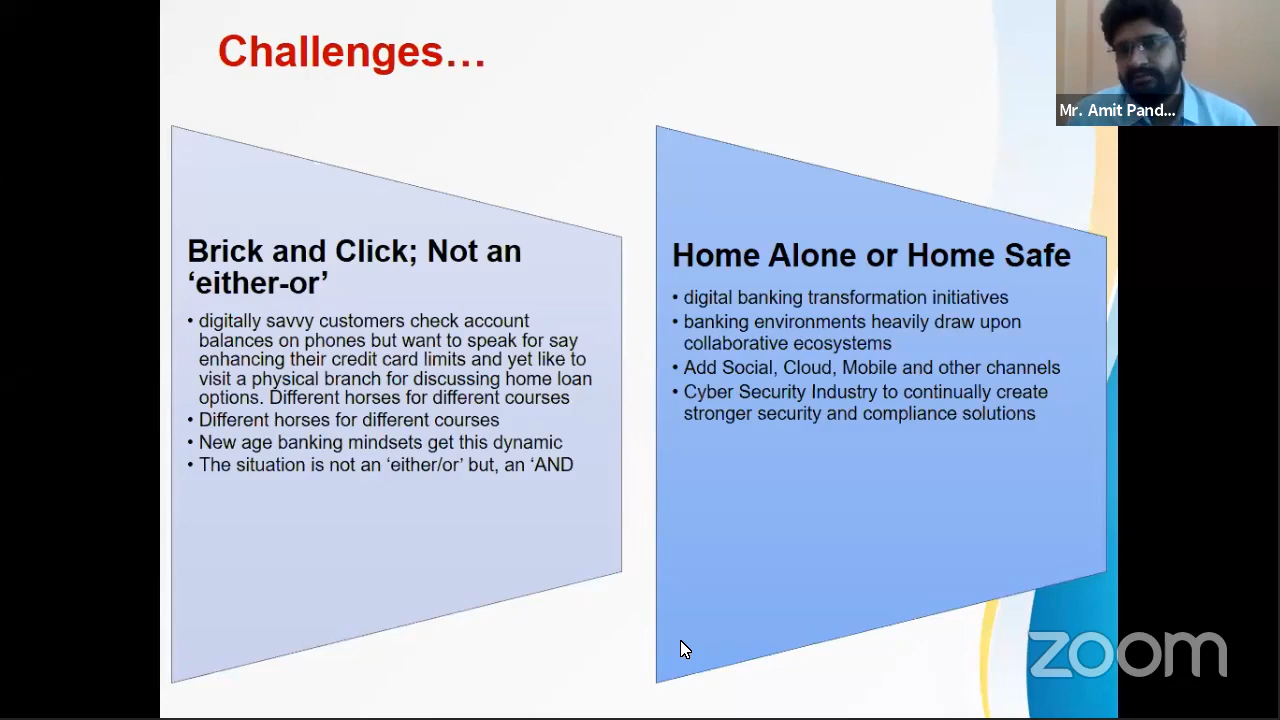 Challenges…
Mr. Amit Pand...
Brick and Click; Not an
‘either-or’
• digitally savvy customers check account
balances on phones but want to speak for say
enhancing their credit card limits and yet like to
visit a physical branch for discussing home loan
options. Different horses for different courses
• Different horses for different courses
• New age banking mindsets get this dynamic
• The situation is not an ‘either/or’ but, an ‘AND
Home Alone or Home Safe
• digital banking transformation initiatives
• banking environments heavily draw upon
collaborative ecosystems
• Add Social, Cloud, Mobile and other channels
• Cyber Security Industry to continually create
stronger security and compliance solutions
zoom